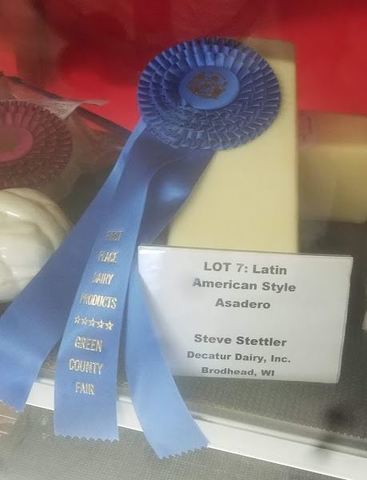 FIRST
PLACE
DAIRY
PRODUCTS
GREEN
COUNTY
FAIR
LOT 7: Latin
American Style
Asadero
Steve Stettler
Decatur Dairy, Inc.
Brodhead, WI